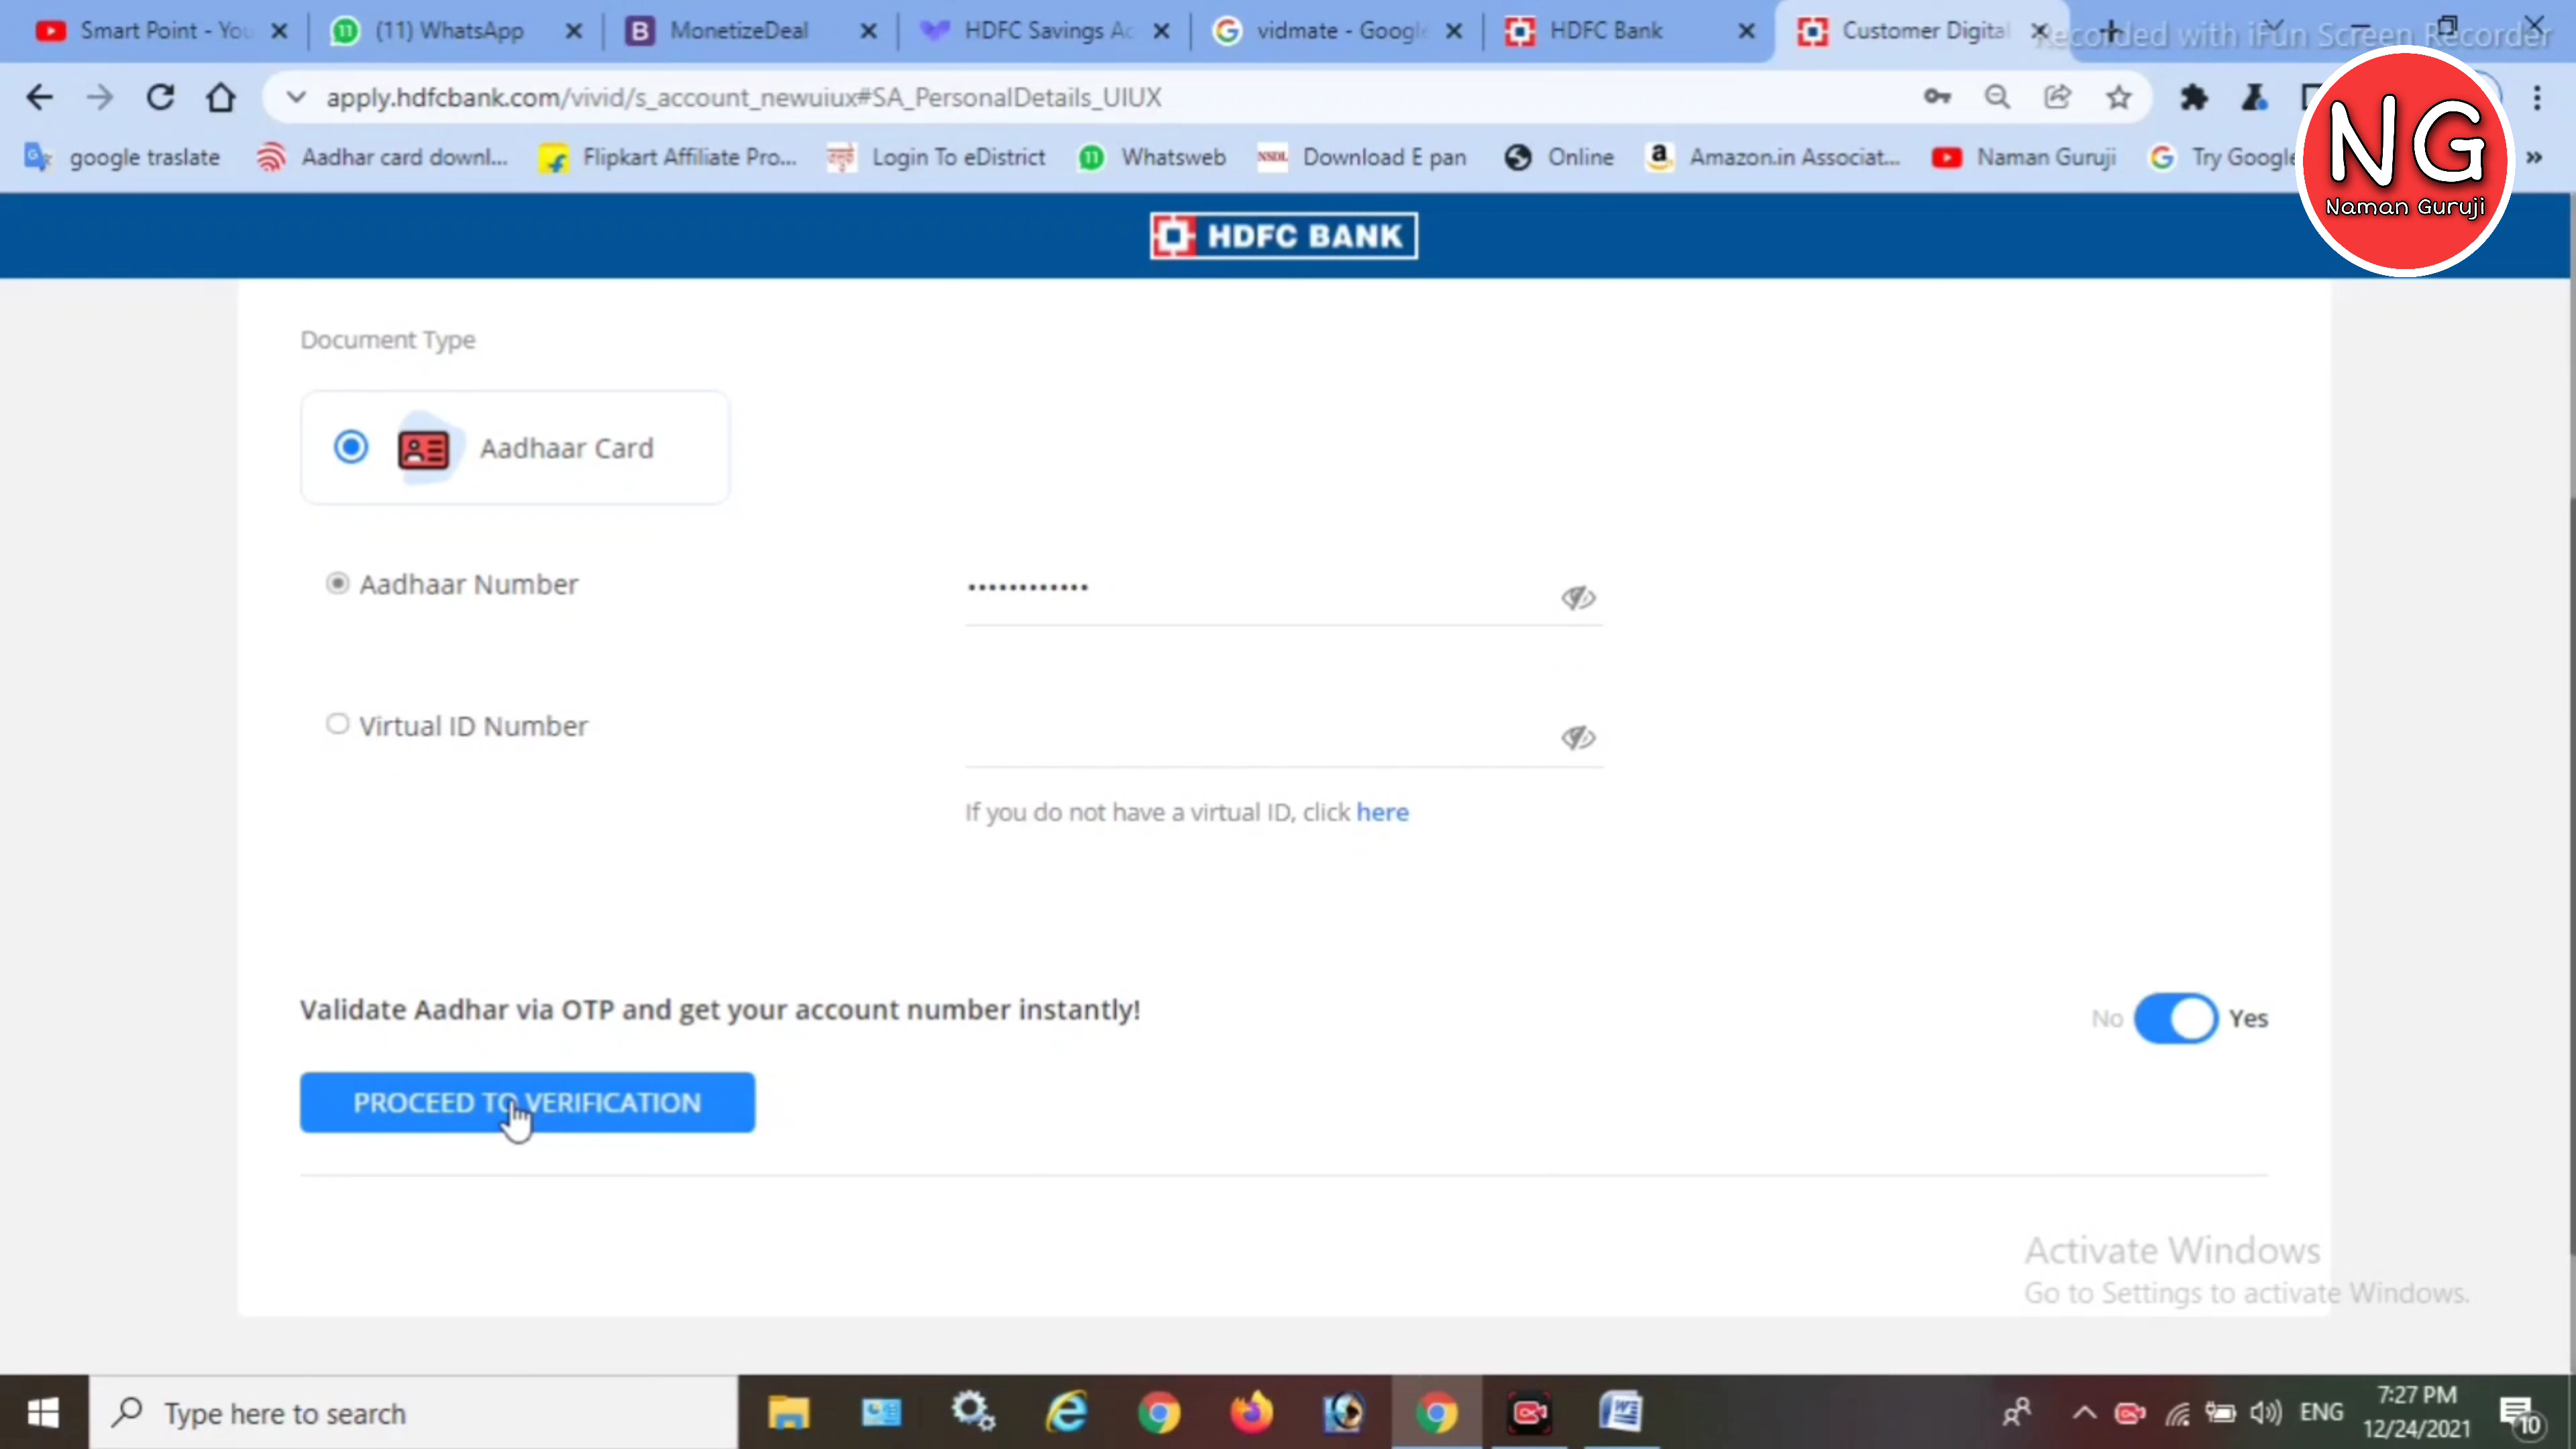 Smart Point - You
(11) WhatsApp
MonetizeDeal
HDFC Savings Ac
vidmate - Google
HDFC Bank
Customer Digital
Recorded with iFun Screen Recorder
apply.hdfcbank.com/vivid/s_account_newuiux#SA_PersonalDetails_UIUX
google traslate
Aadhar card downl...
Flipkart Affiliate Pro...
Login To eDistrict
Whatsweb
NSDL Download E pan
Online
Amazon.in Associat...
Naman Guruji
Try Google
NG
Naman Guruji
HDFC BANK
Document Type
Aadhaar Card
Aadhaar Number
••••••••••••
Virtual ID Number
If you do not have a virtual ID, click here
Validate Aadhar via OTP and get your account number instantly!
No Yes
PROCEED TO VERIFICATION
Activate Windows
Go to Settings to activate Windows.
Type here to search
ENG
7:27 PM
12/24/2021
10